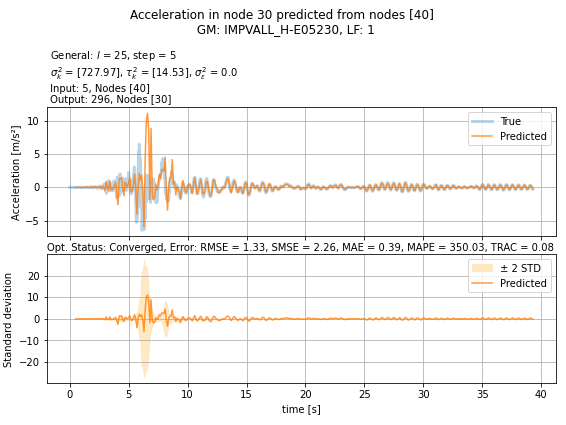 Acceleration in node 30 predicted from nodes [40]
GM: IMPVALL_H-E05230, LF: 1
General: l = 25, step = 5
σ²ₖ = [727.97], τ²ₖ = [14.53], σ²ε = 0.0
Input: 5, Nodes [40]
Output: 296, Nodes [30]
10
5
0
−5
Acceleration [m/s²]
True
Predicted
Opt. Status: Converged, Error: RMSE = 1.33, SMSE = 2.26, MAE = 0.39, MAPE = 350.03, TRAC = 0.08
20
10
0
−10
−20
Standard deviation
± 2 STD
Predicted
0 5 10 15 20 25 30 35 40
time [s]